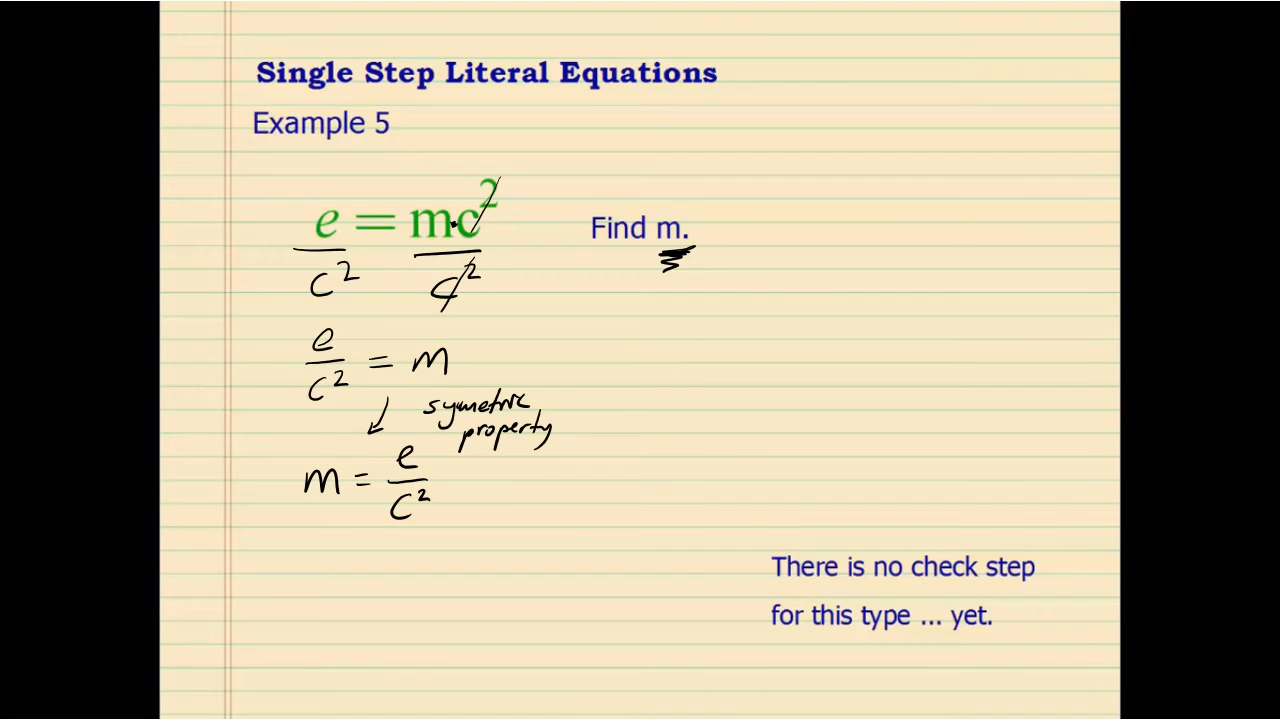 Single Step Literal Equations
Example 5
e = mc²
Find m.
c² c²
e/c² = m
symetric
property
m = e/c²
There is no check step
for this type ... yet.